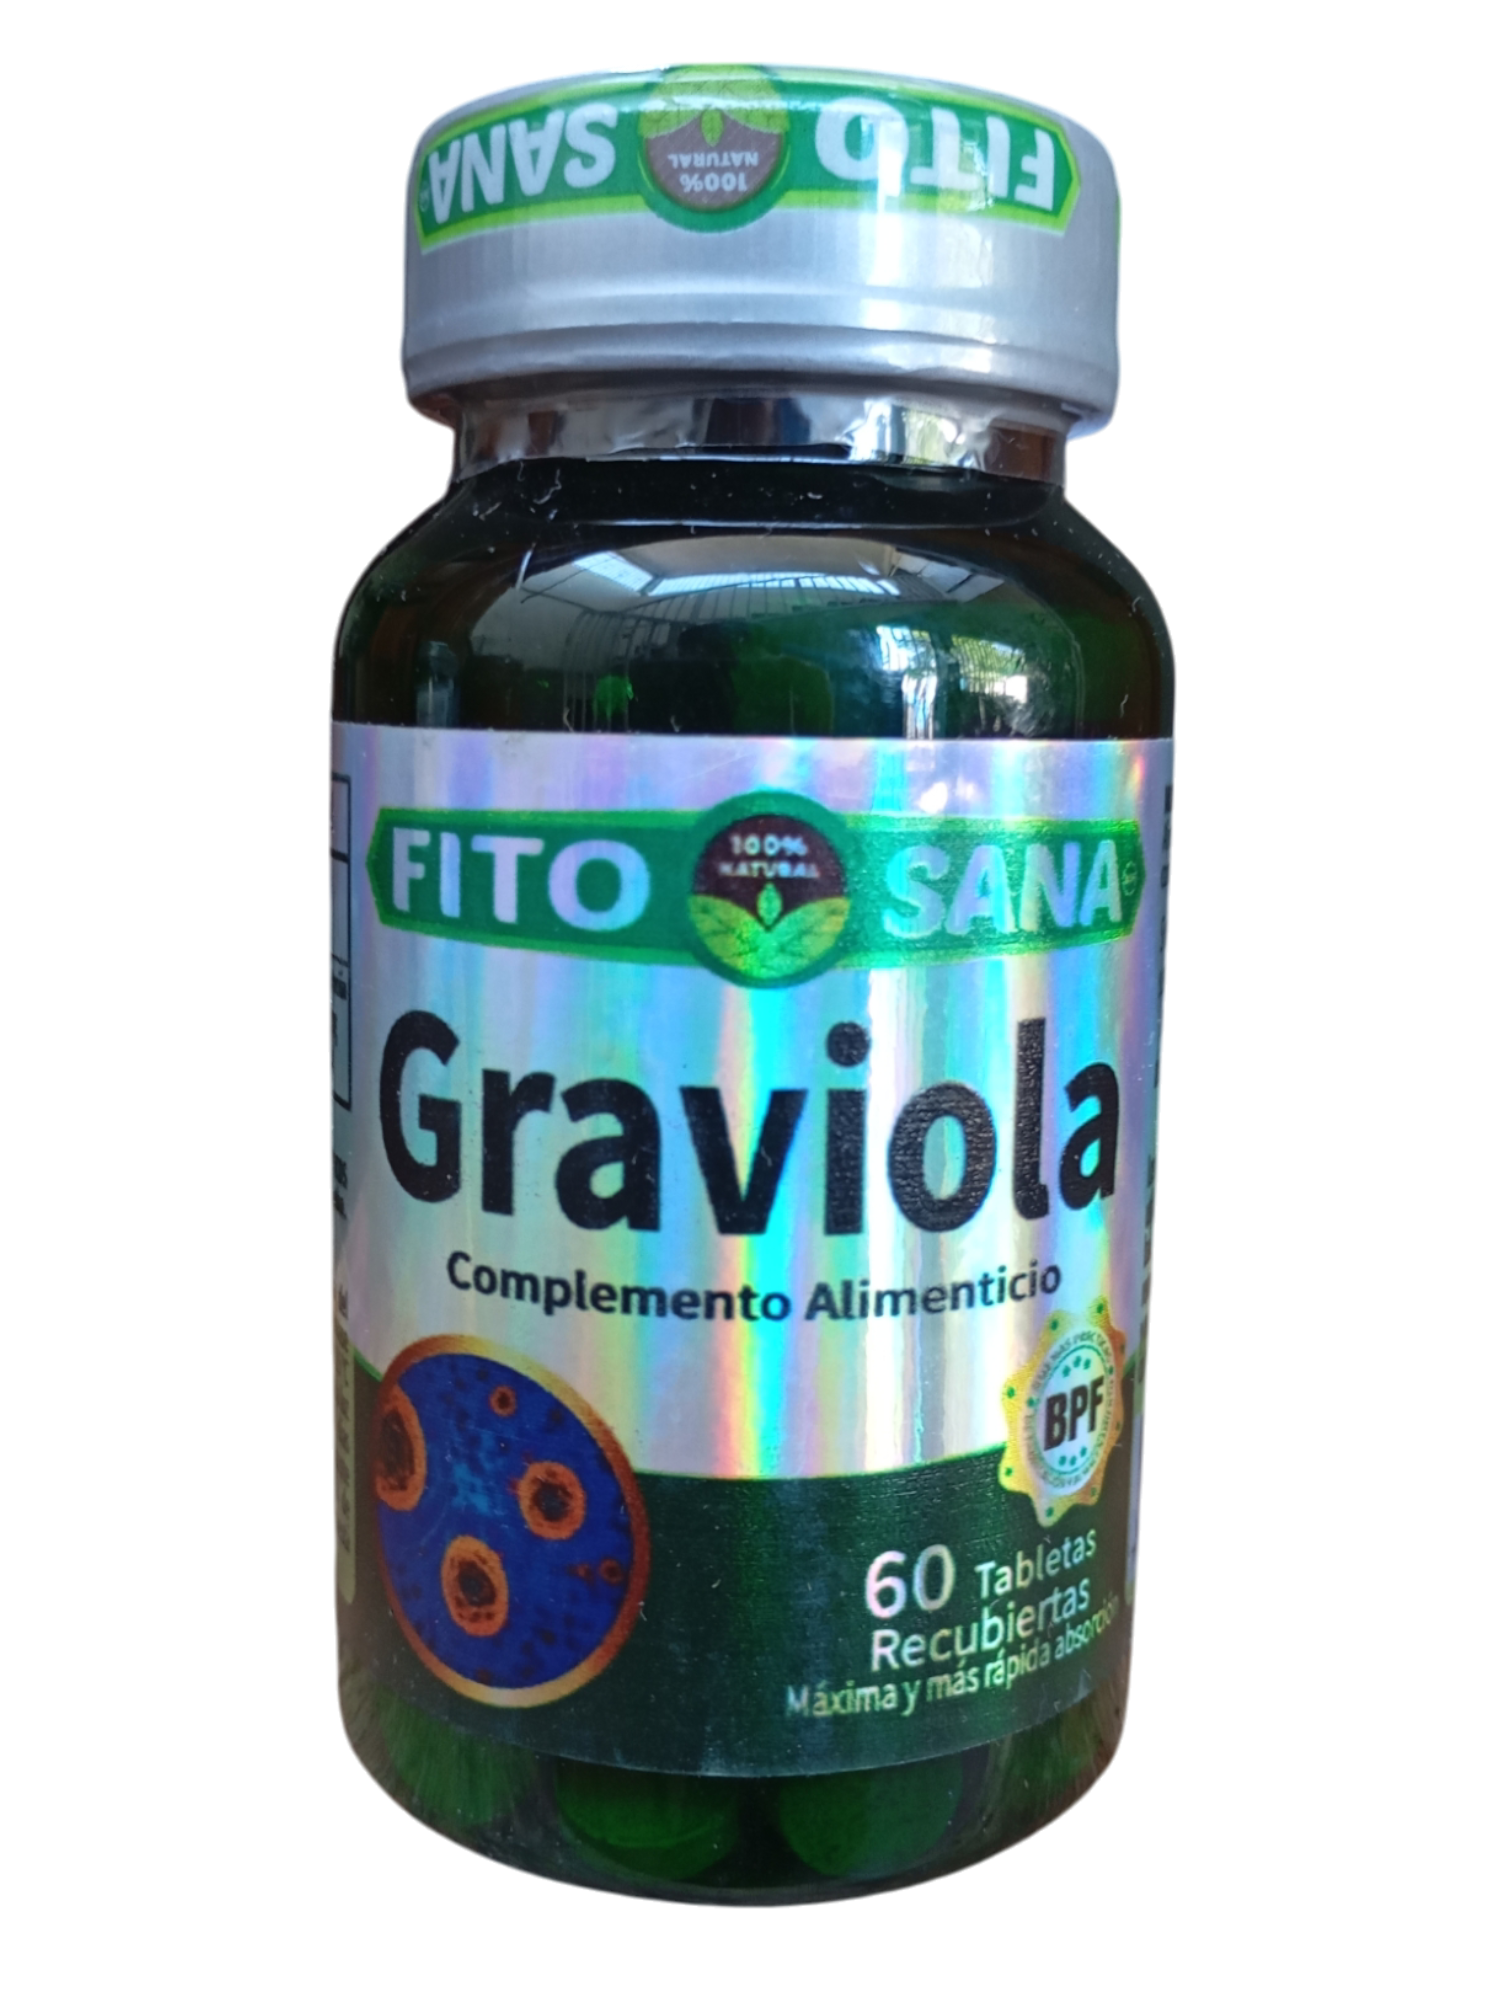 FITO 100% NATURAL SANA
FITO 100% NATURAL SANA
Graviola
Complemento Alimenticio
BPF
60 Tabletas
Recubiertas
Máxima y más rápida absorción